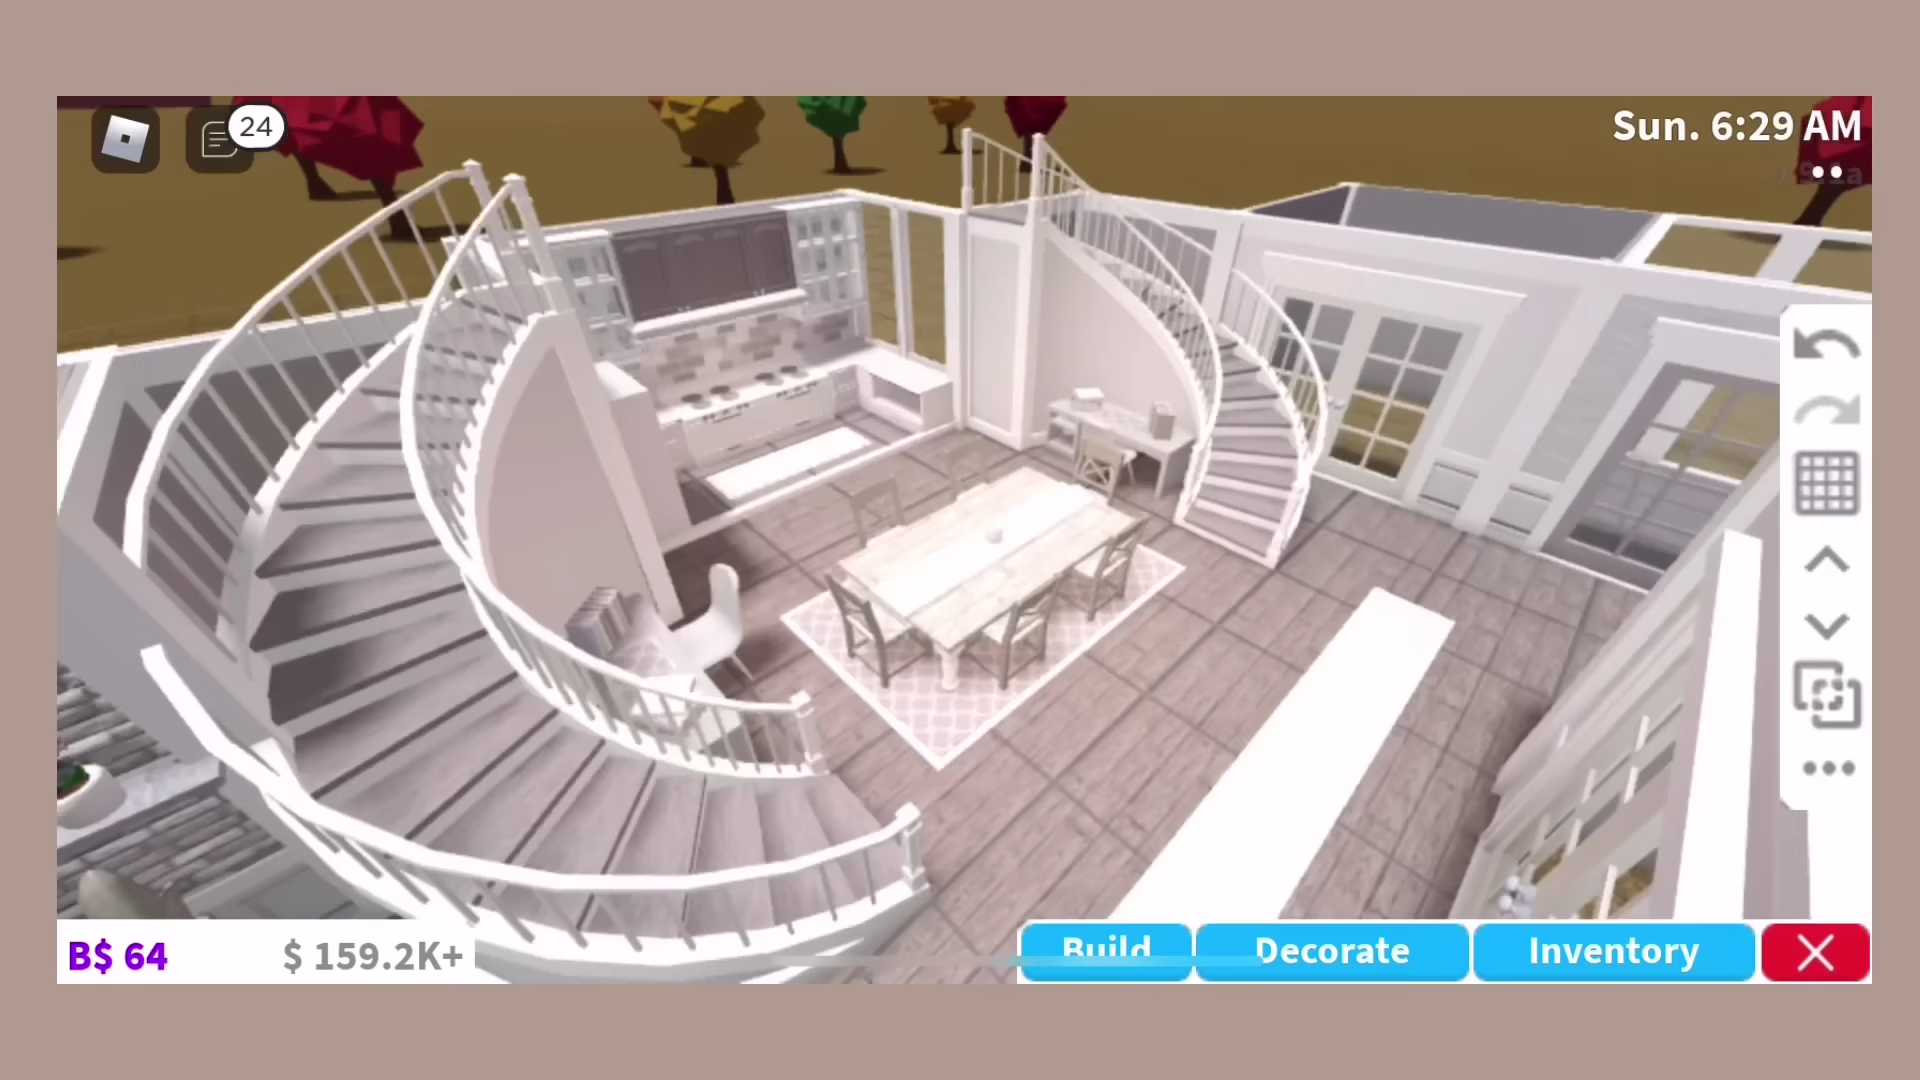 24
Sun. 6:29 AM
B$ 64
$ 159.2K+
Build
Decorate
Inventory